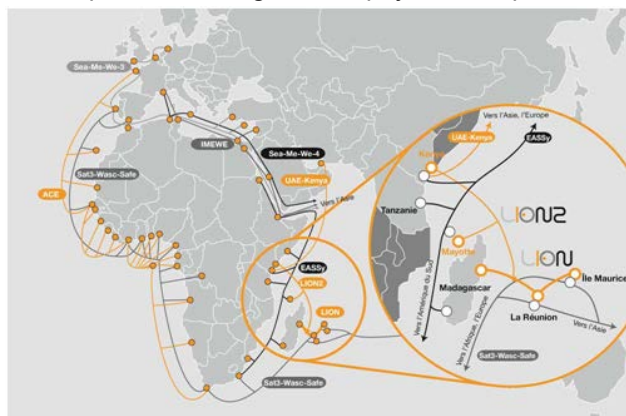 Sea-Me-We-3
IMEWE
Sea-Me-We-4
UAE-Kenya
Vers l'Asie
Sat3-Wasc-Safe
ACE
EASSy
LION2
LION
Sat3-Wasc-Safe
Vers l'Asie, l'Europe
UAE-Kenya
EASSy
Kenya
Tanzanie
LION2
Mayotte
LION
Île Maurice
Madagascar
La Réunion
Vers l'Amérique du Sud
Vers l'Afrique, l'Europe
Vers l'Asie
Sat3-Wasc-Safe